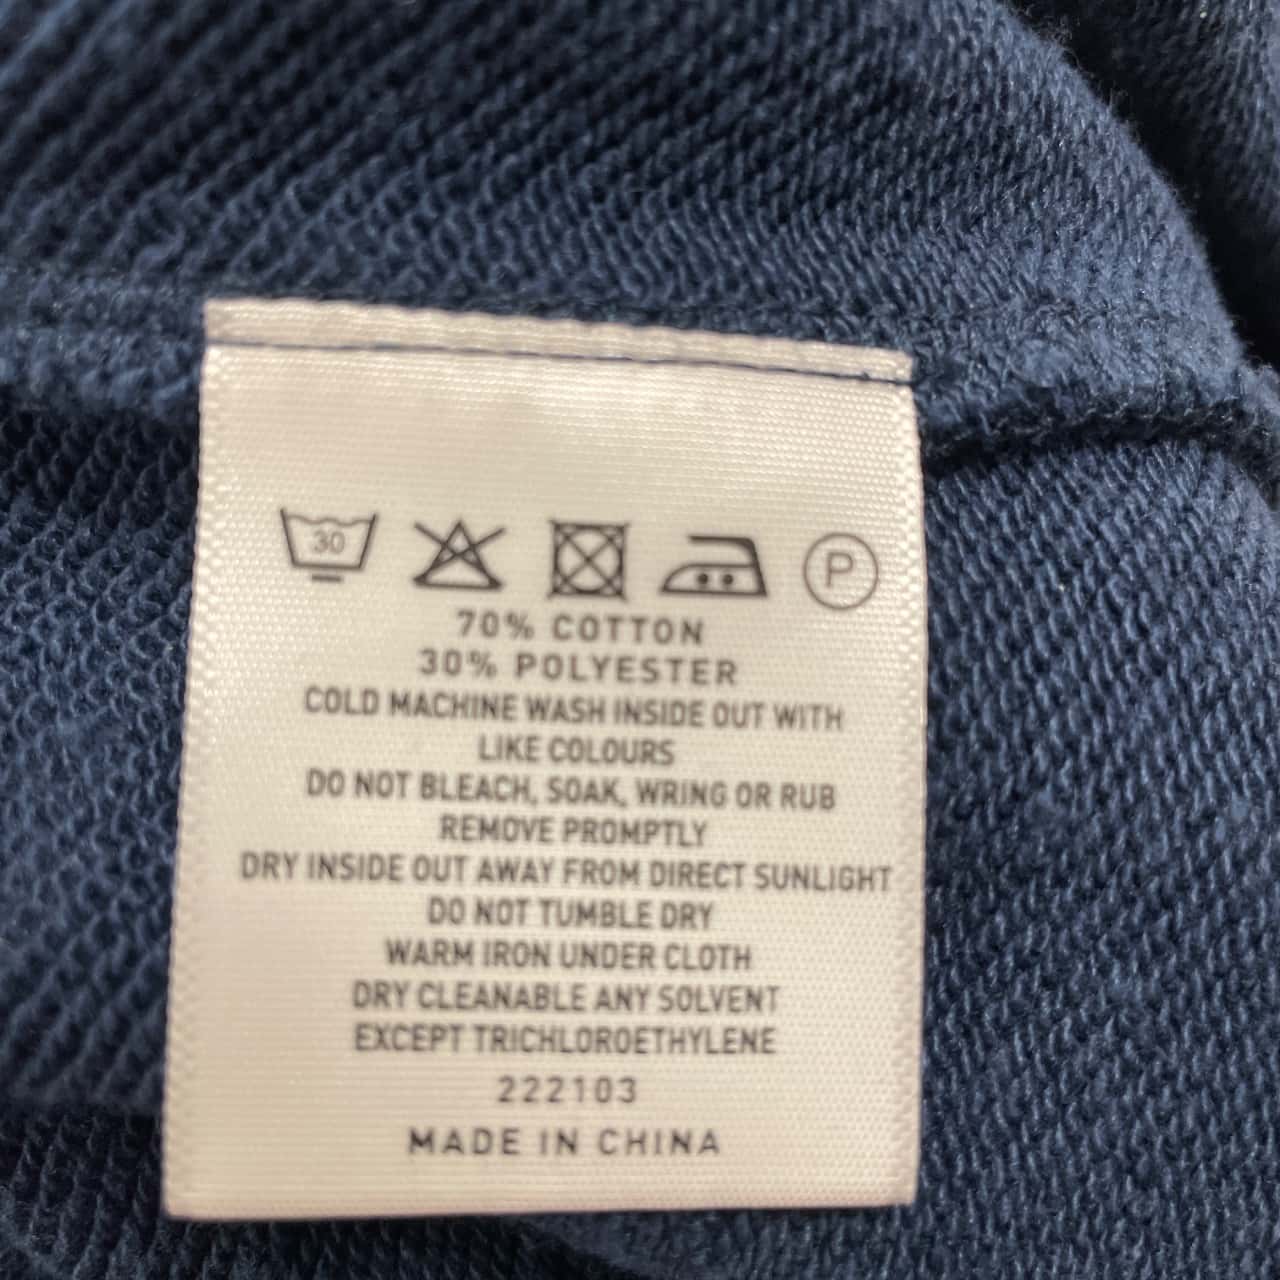 30 P
70% COTTON
30% POLYESTER
COLD MACHINE WASH INSIDE OUT WITH
LIKE COLOURS
DO NOT BLEACH, SOAK, WRING OR RUB
REMOVE PROMPTLY
DRY INSIDE OUT AWAY FROM DIRECT SUNLIGHT
DO NOT TUMBLE DRY
WARM IRON UNDER CLOTH
DRY CLEANABLE ANY SOLVENT
EXCEPT TRICHLOROETHYLENE
222103
MADE IN CHINA